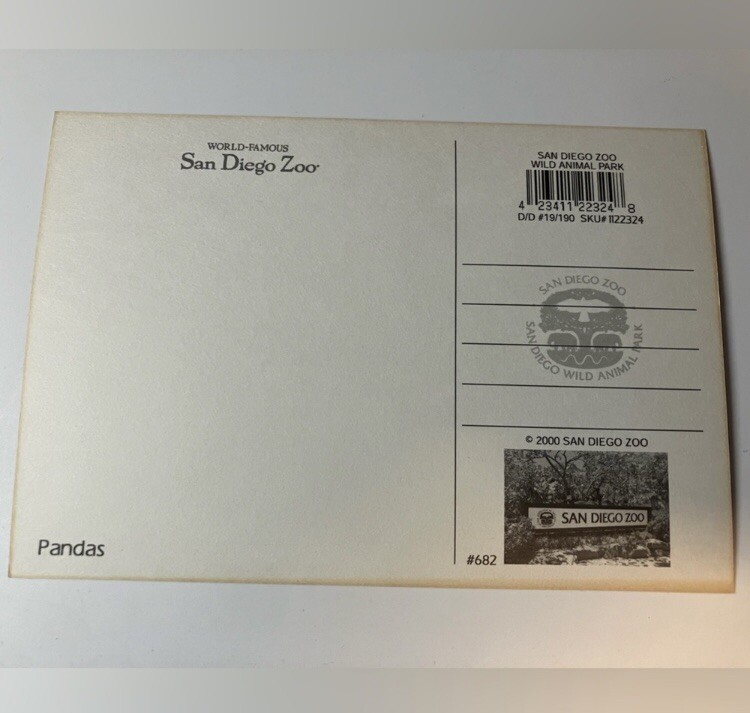 WORLD-FAMOUS
San Diego Zoo
SAN DIEGO ZOO
WILD ANIMAL PARK
4 23411 22324 8
D/D #19/190 SKU# 1122324
SAN DIEGO ZOO
SAN DIEGO WILD ANIMAL PARK
© 2000 SAN DIEGO ZOO
SAN DIEGO ZOO
Pandas
#682